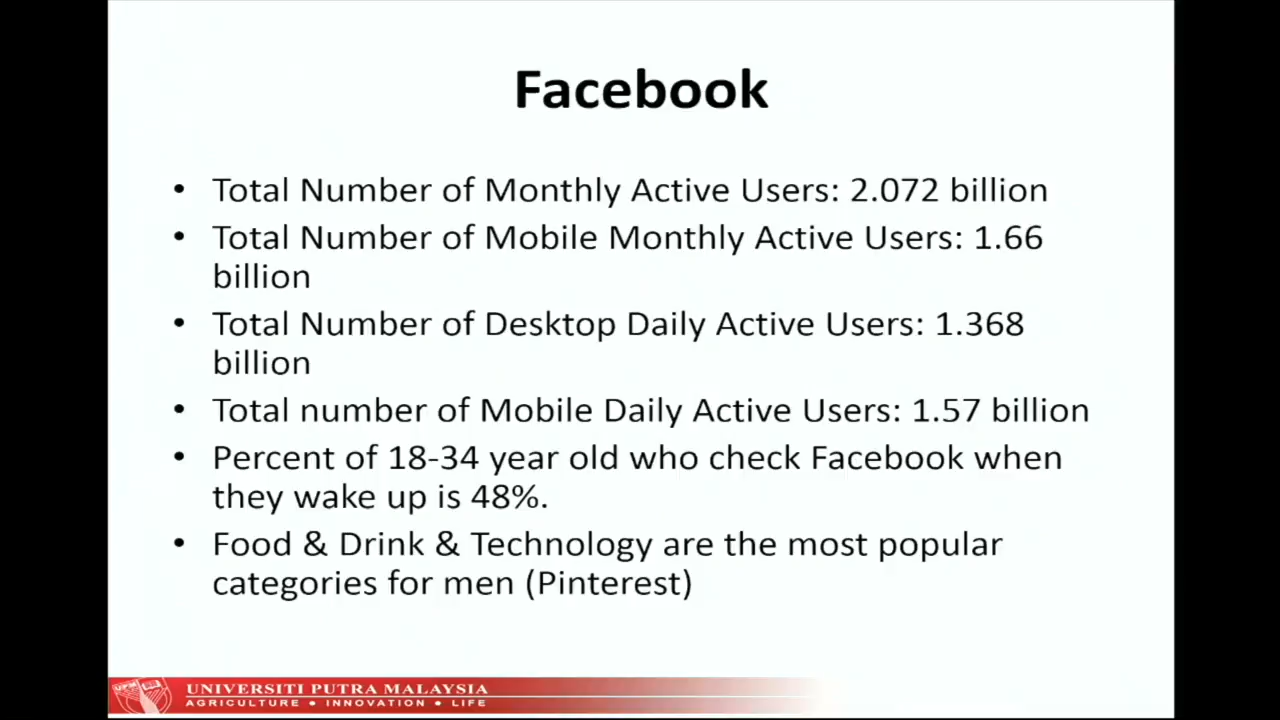 Facebook
• Total Number of Monthly Active Users: 2.072 billion
• Total Number of Mobile Monthly Active Users: 1.66
billion
• Total Number of Desktop Daily Active Users: 1.368
billion
• Total number of Mobile Daily Active Users: 1.57 billion
• Percent of 18-34 year old who check Facebook when
they wake up is 48%.
• Food & Drink & Technology are the most popular
categories for men (Pinterest)
UPM
UNIVERSITI PUTRA MALAYSIA
AGRICULTURE • INNOVATION • LIFE